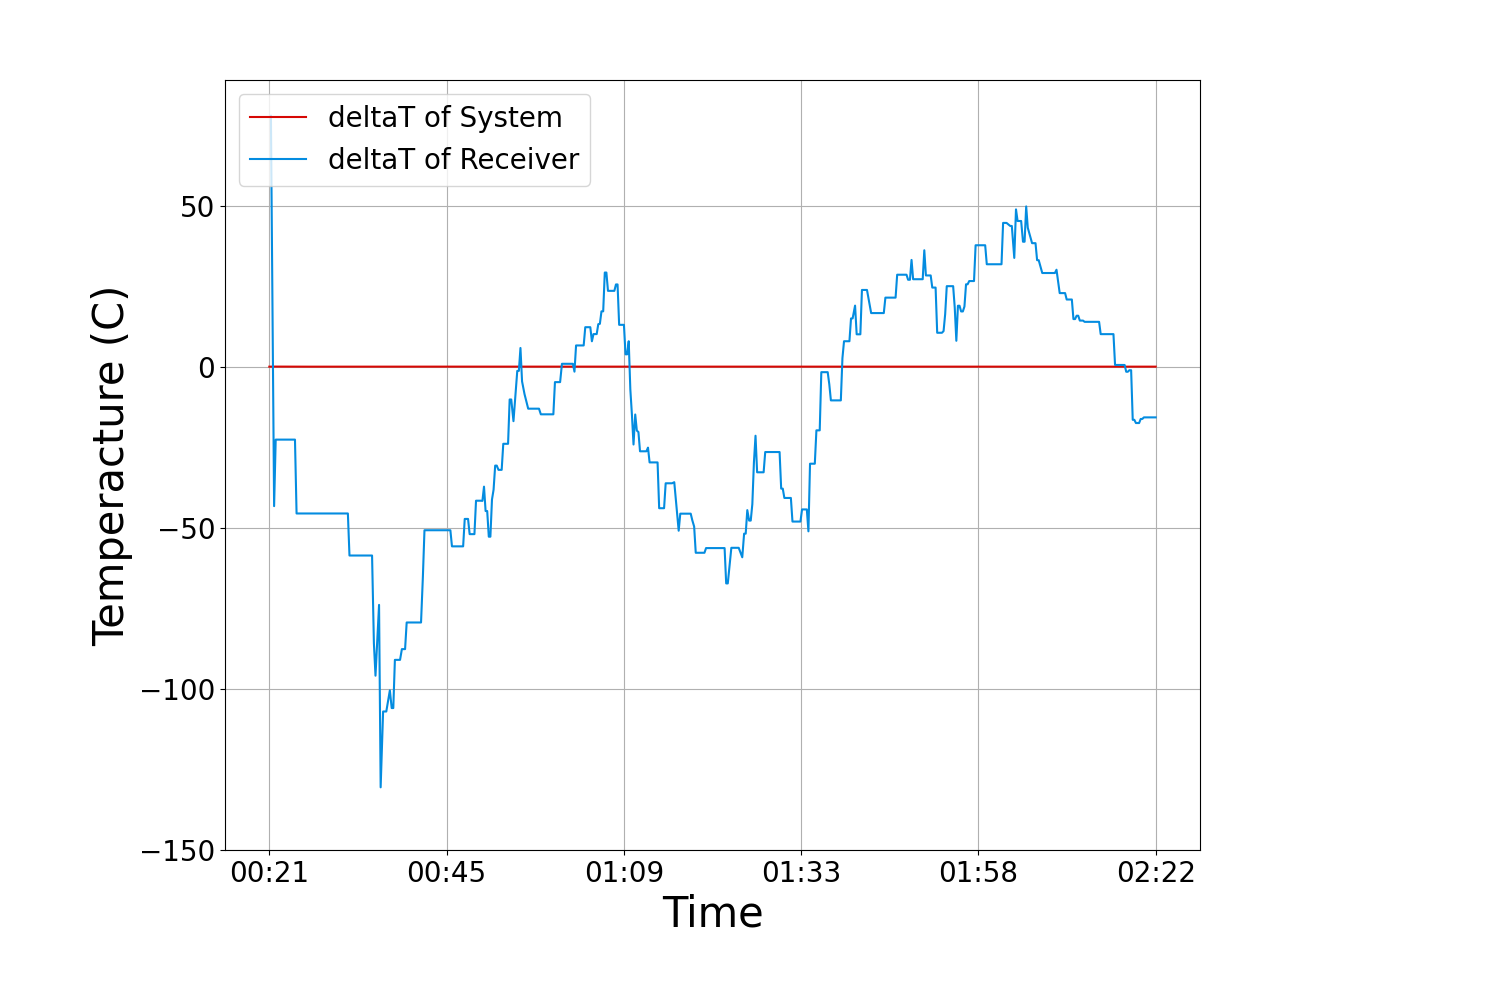 deltaT of System
deltaT of Receiver
50
0
−50
−100
−150
Temperacture (C)
00:21 00:45 01:09 01:33 01:58 02:22
Time